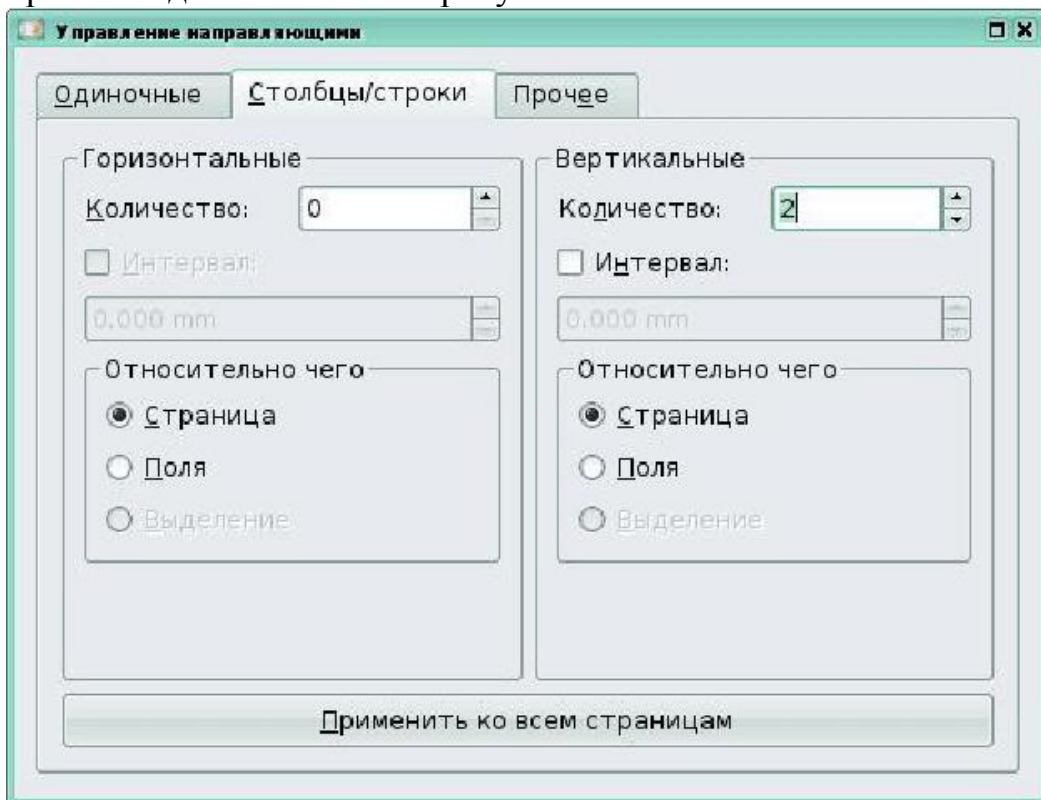 Управление направляющими
Одиночные Столбцы/строки Прочее
Горизонтальные Вертикальные
Количество: 0 Количество: 2
Интервал: Интервал:
0.000 mm 0.000 mm
Относительно чего Относительно чего
Страница Страница
Поля Поля
Выделение Выделение
Применить ко всем страницам